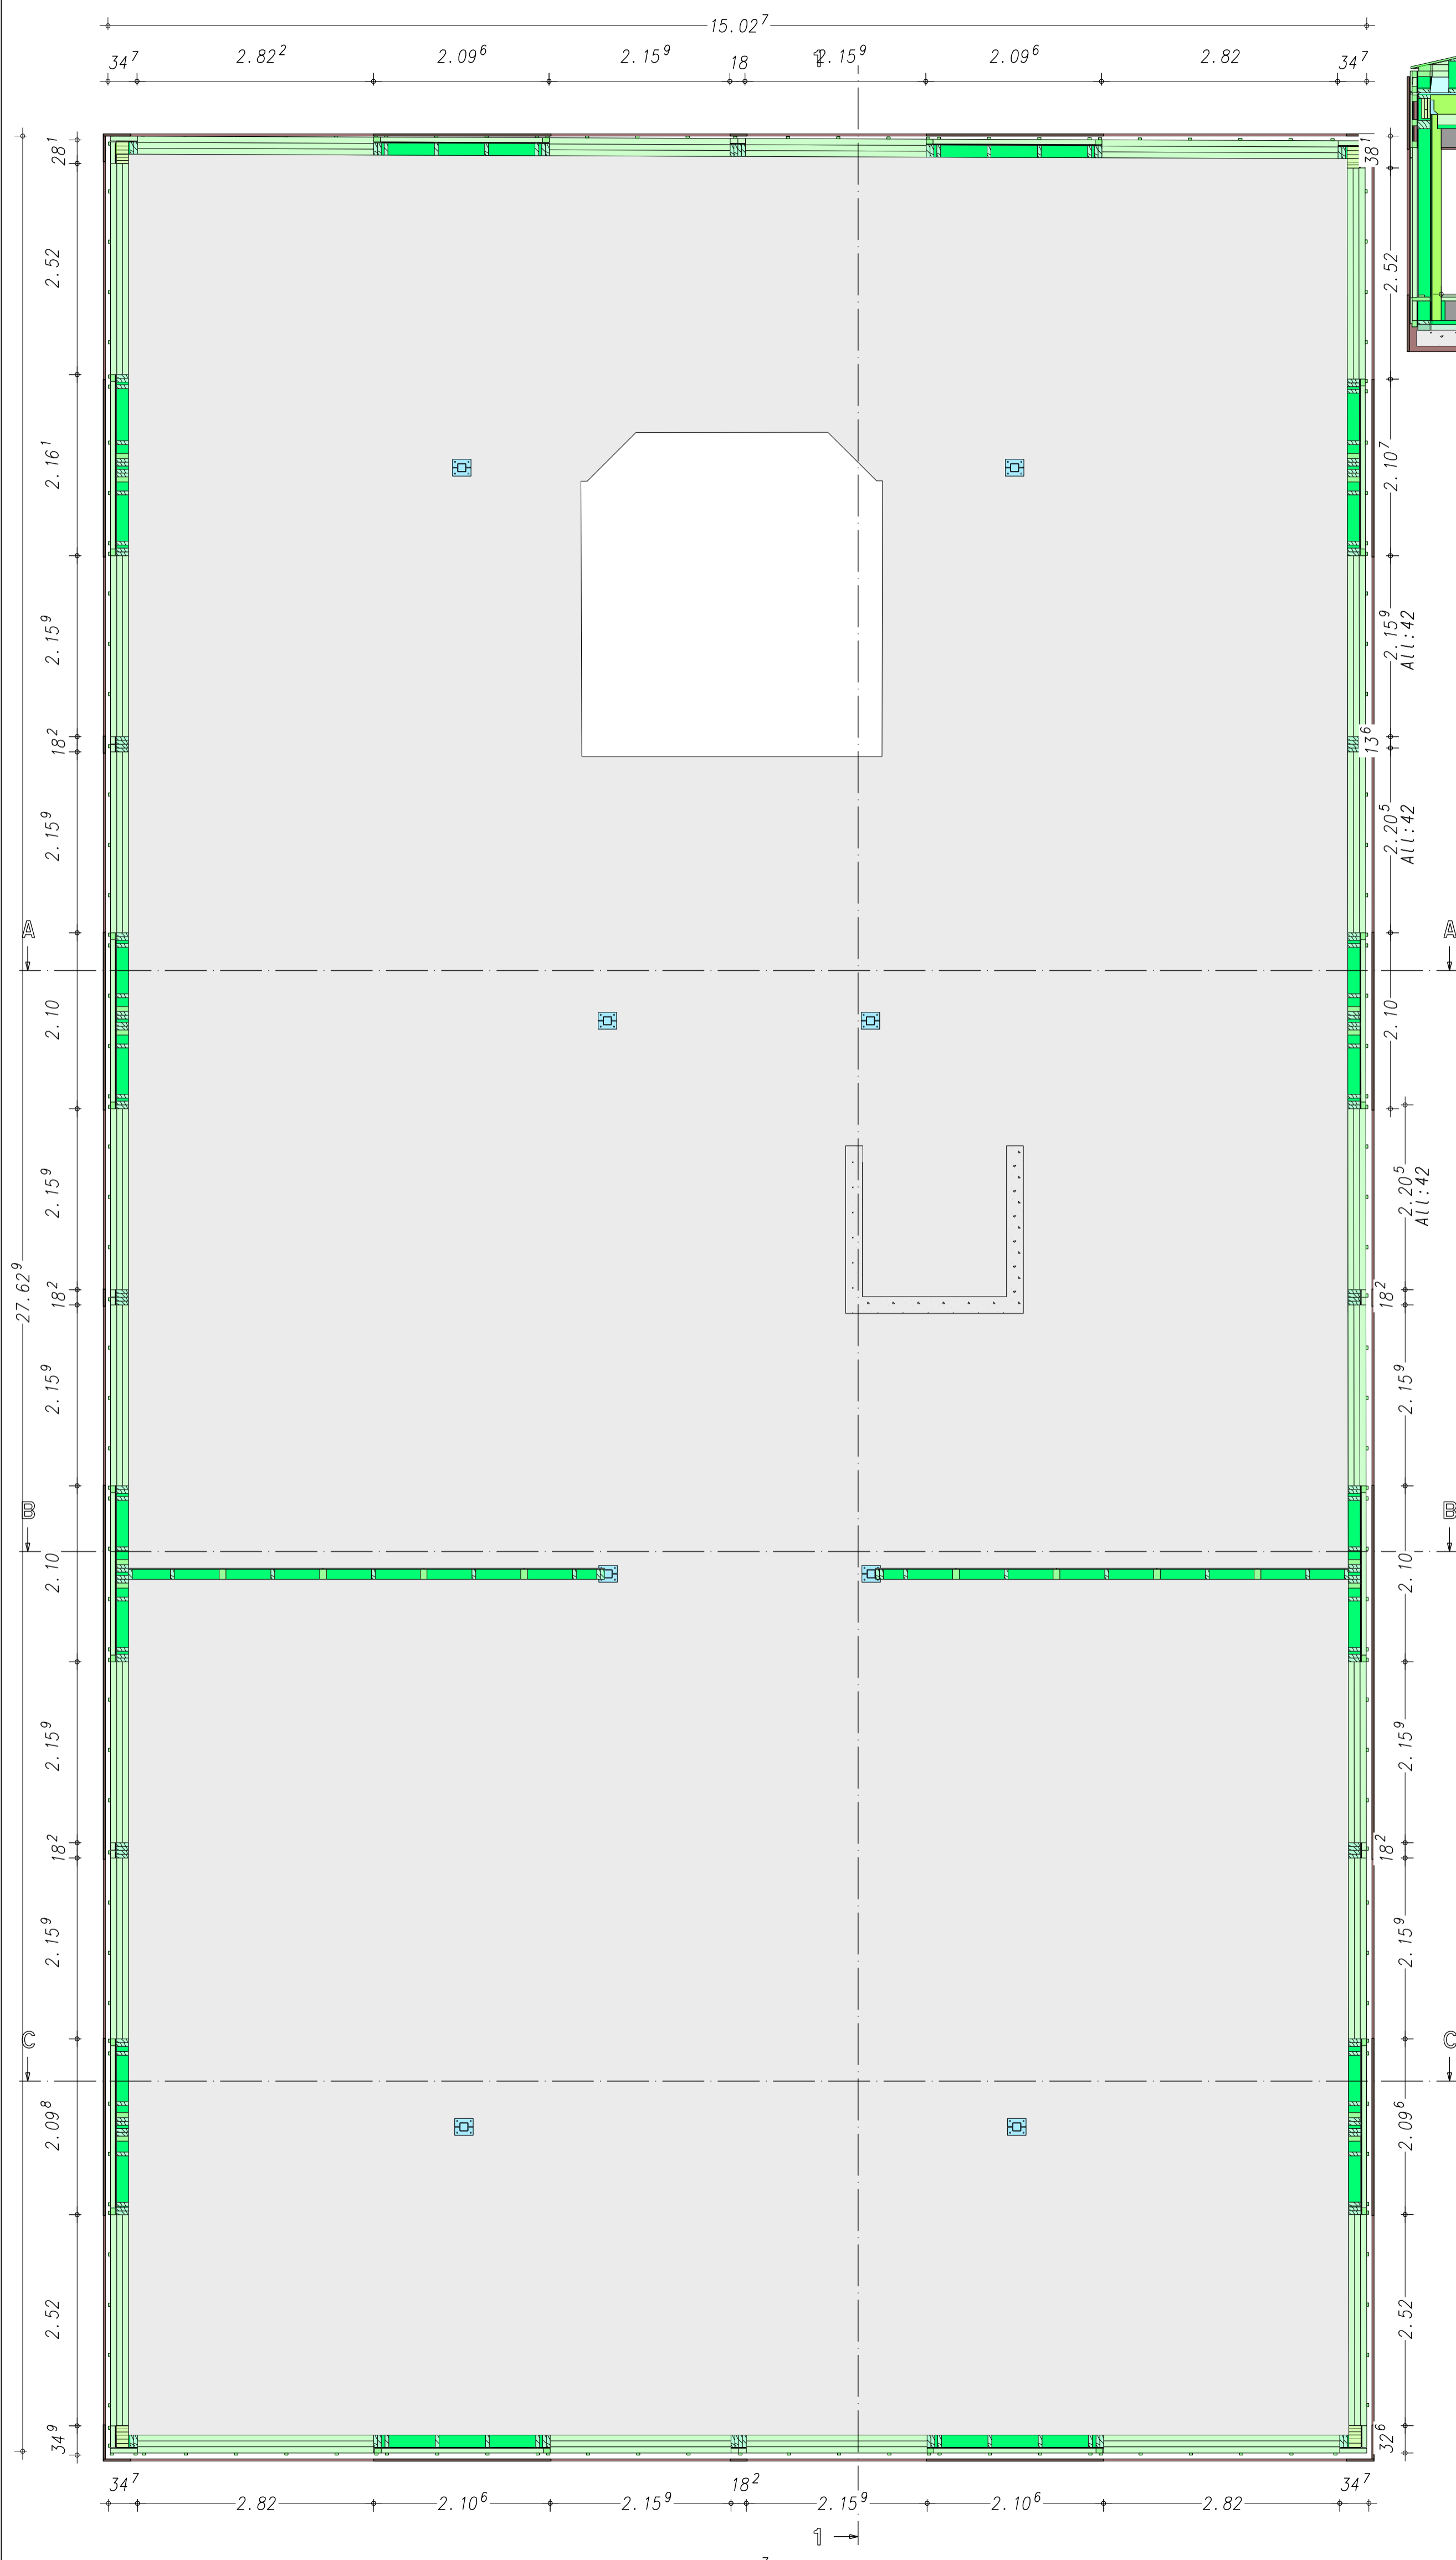 15.02⁷
34⁷ 2.82² 2.09⁶ 2.15⁹ 18 1 2.15⁹ 2.09⁶ 2.82 34⁷
28¹ 38¹
2.52 2.52
2.16¹ 2.10⁷
2.15⁹ 2.15⁹ All:42
18² 13⁶
2.15⁹ 2.20⁵ All:42
A A
2.10 2.10
2.15⁹ 2.20⁵ All:42
27.62⁹
18² 18²
2.15⁹ 2.15⁹
B B
2.10 2.10
2.15⁹ 2.15⁹
18² 18²
2.15⁹ 2.15⁹
C C
2.09⁸ 2.09⁶
2.52 2.52
34⁹ 32⁶
34⁷ 18² 34⁷
2.82 2.10⁶ 2.15⁹ 2.15⁹ 2.10⁶ 2.82
1